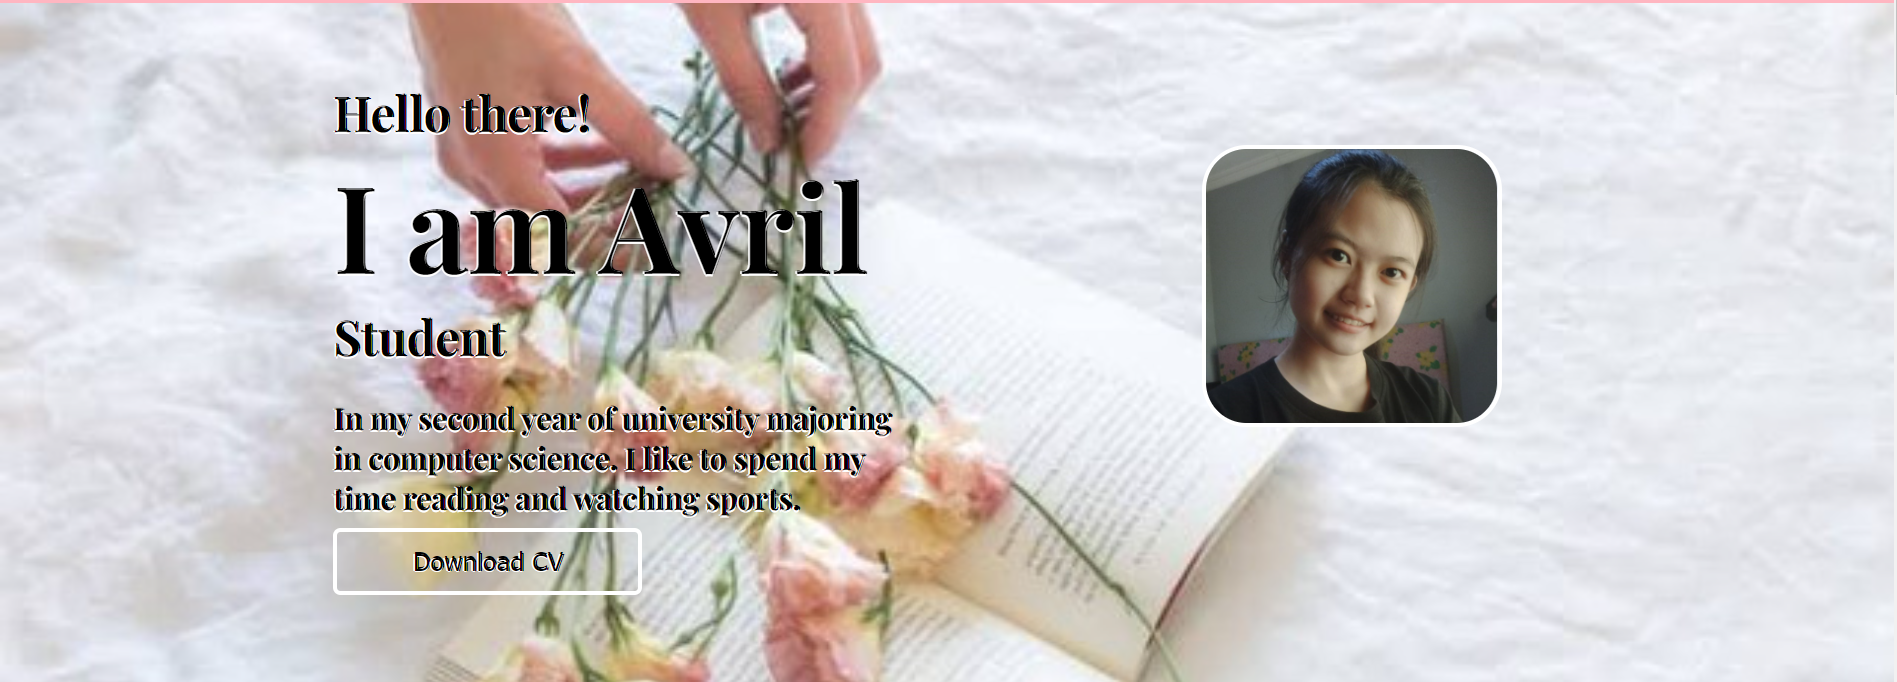 Hello there!
I am Avril
Student
In my second year of university majoring
in computer science. I like to spend my
time reading and watching sports.
Download CV